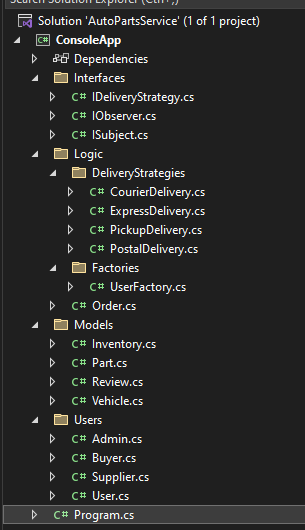 Search Solution Explorer (Ctrl+;)
Solution 'AutoPartsService' (1 of 1 project)
C# ConsoleApp
Dependencies
Interfaces
C# IDeliveryStrategy.cs
C# IObserver.cs
C# ISubject.cs
Logic
DeliveryStrategies
C# CourierDelivery.cs
C# ExpressDelivery.cs
C# PickupDelivery.cs
C# PostalDelivery.cs
Factories
C# UserFactory.cs
C# Order.cs
Models
C# Inventory.cs
C# Part.cs
C# Review.cs
C# Vehicle.cs
Users
C# Admin.cs
C# Buyer.cs
C# Supplier.cs
C# User.cs
C# Program.cs